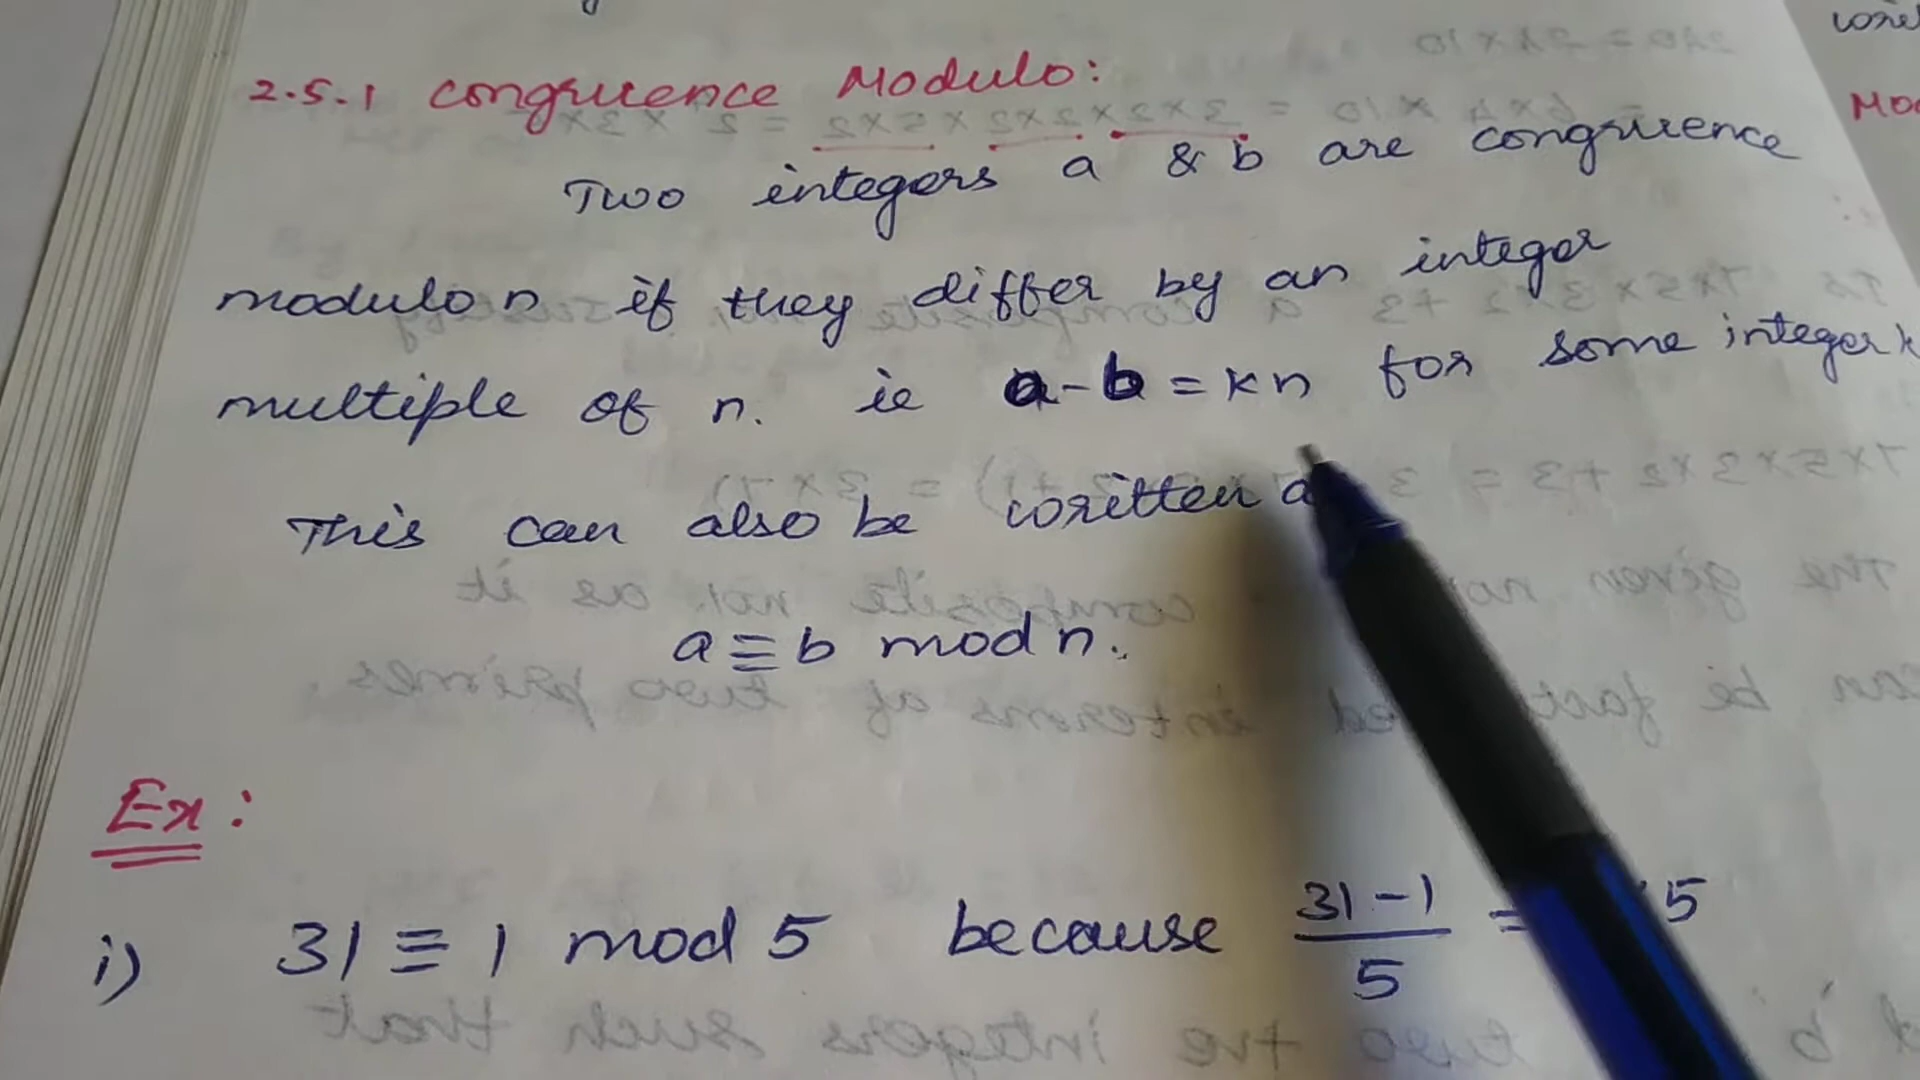 2.5.1 Congruence Modulo:
Two integers a & b are congruence
modulo n if they differ by an integer
multiple of n. ie a-b = kn for some integer k
This can also be written
a ≡ b mod n.
Ex:
i) 31 ≡ 1 mod 5 because 31-1/5 = 5